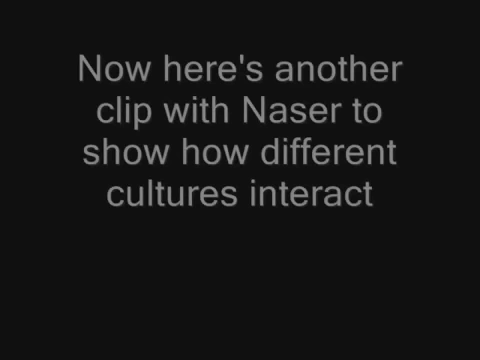 Now here's another
clip with Naser to
show how different
cultures interact